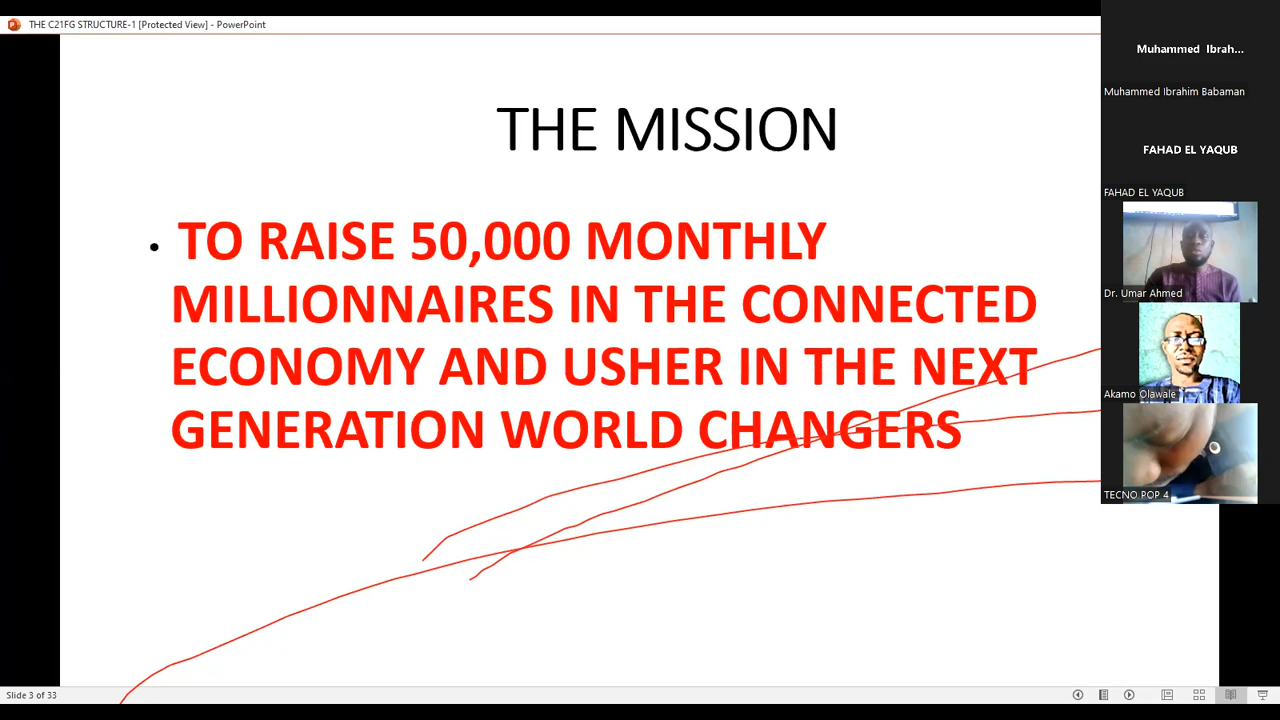 THE C21FG STRUCTURE-1 [Protected View] - PowerPoint
THE MISSION
• TO RAISE 50,000 MONTHLY
MILLIONNAIRES IN THE CONNECTED
ECONOMY AND USHER IN THE NEXT
GENERATION WORLD CHANGERS
Muhammed Ibrah...
Muhammed Ibrahim Babaman
FAHAD EL YAQUB
FAHAD EL YAQUB
Dr. Umar Ahmed
Akamo Olawale
TECNO POP 4
Slide 3 of 33